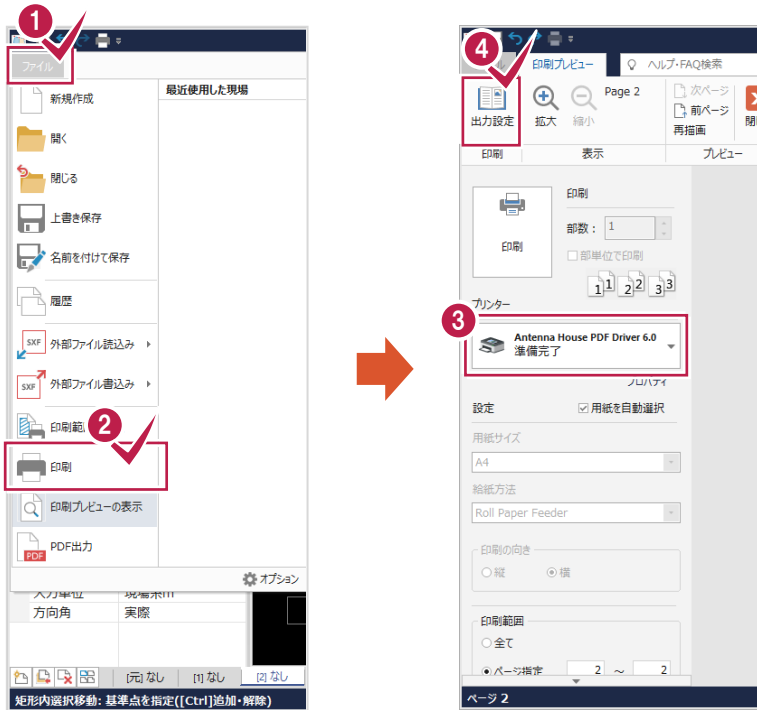 1
ファイル
最近使用した現場
新規作成
開く
閉じる
上書き保存
名前を付けて保存
履歴
SXF 外部ファイル読込み
SXF 外部ファイル書込み
印刷範
2
印刷
印刷プレビューの表示
PDF PDF出力
オプション
方向角 実際
[元] なし [1] なし [2] なし
矩形内選択移動: 基準点を指定([Ctrl]追加・解除)
4
印刷プレビュー ヘルプ・FAQ検索
出力設定 拡大 縮小 Page 2
次ページ
前ページ
再描画
印刷 表示 プレビュー
印刷
印刷
部数： 1
部単位で印刷
1 1 2 2 3 3
プリンター
3
Antenna House PDF Driver 6.0
準備完了
プロパティ
設定 用紙を自動選択
用紙サイズ
A4
給紙方法
Roll Paper Feeder
印刷の向き
縦 横
印刷範囲
全て
ページ指定 2 ～ 2
ページ 2